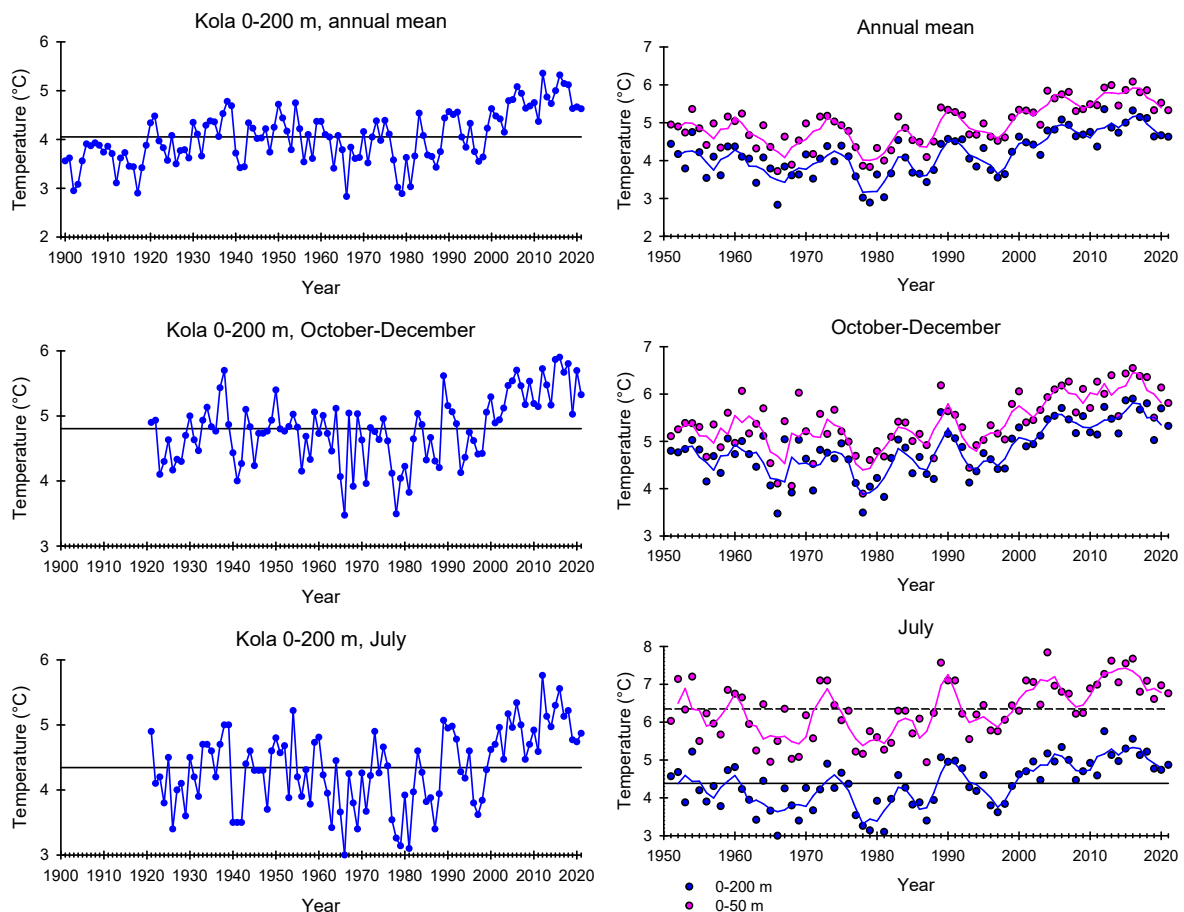 Kola 0-200 m, annual mean
6
5
4
3
2
Temperature (°C)
1900 1910 1920 1930 1940 1950 1960 1970 1980 1990 2000 2010 2020
Year
Annual mean
7
6
5
4
3
2
Temperature (°C)
1950 1960 1970 1980 1990 2000 2010 2020
Year
Kola 0-200 m, October-December
6
5
4
3
Temperature (°C)
1900 1910 1920 1930 1940 1950 1960 1970 1980 1990 2000 2010 2020
Year
October-December
7
6
5
4
3
Temperature (°C)
1950 1960 1970 1980 1990 2000 2010 2020
Year
Kola 0-200 m, July
6
5
4
3
Temperature (°C)
1900 1910 1920 1930 1940 1950 1960 1970 1980 1990 2000 2010 2020
Year
July
8
7
6
5
4
3
Temperature (°C)
1950 1960 1970 1980 1990 2000 2010 2020
Year
0-200 m
0-50 m